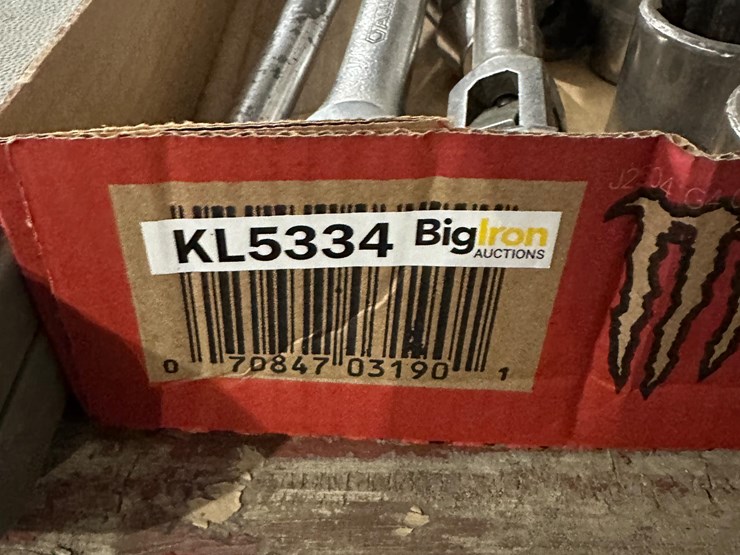 KL5334 BigIron
AUCTIONS
0 70847 03190 1